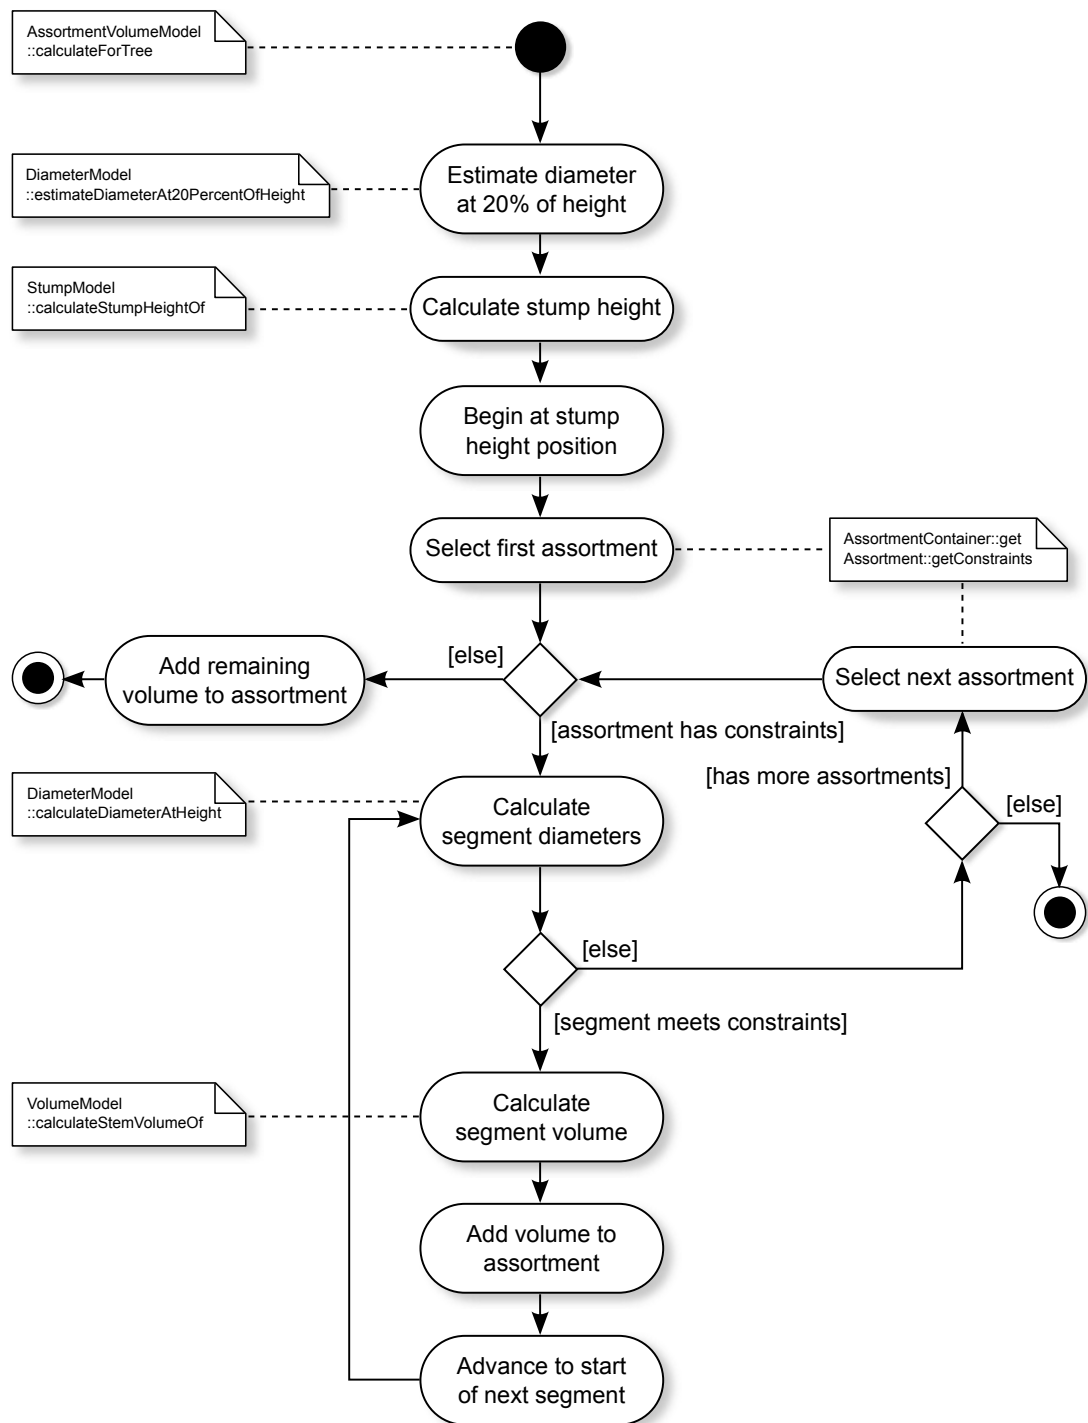 AssortmentVolumeModel
::calculateForTree
DiameterModel
::estimateDiameterAt20PercentOfHeight
Estimate diameter
at 20% of height
StumpModel
::calculateStumpHeightOf
Calculate stump height
Begin at stump
height position
Select first assortment
AssortmentContainer::get
Assortment::getConstraints
[else]
Add remaining
volume to assortment
Select next assortment
[assortment has constraints]
[has more assortments]
DiameterModel
::calculateDiameterAtHeight
Calculate
segment diameters
[else]
[else]
[segment meets constraints]
VolumeModel
::calculateStemVolumeOf
Calculate
segment volume
Add volume to
assortment
Advance to start
of next segment